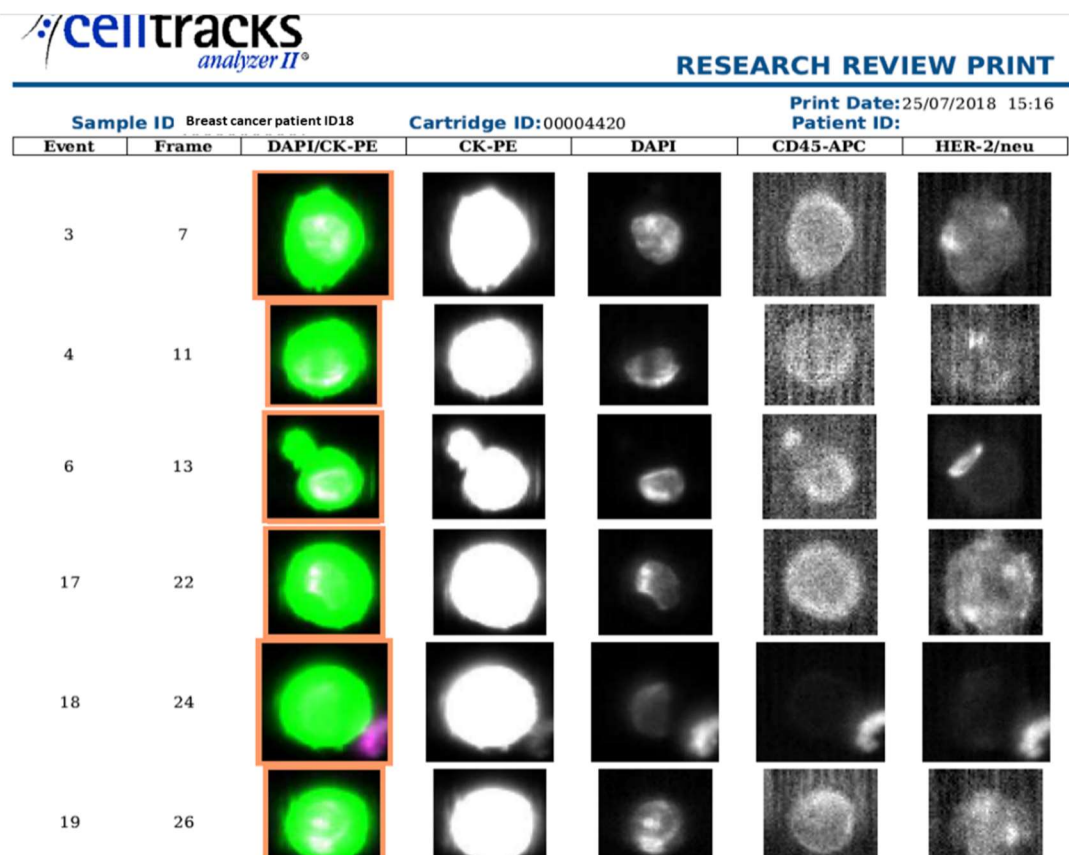 celltracks
analyzer II®
RESEARCH REVIEW PRINT
Print Date:25/07/2018 15:16
Sample ID Breast cancer patient ID18 Cartridge ID:00004420 Patient ID:
Event Frame DAPI/CK-PE CK-PE DAPI CD45-APC HER-2/neu
3 7
4 11
6 13
17 22
18 24
19 26